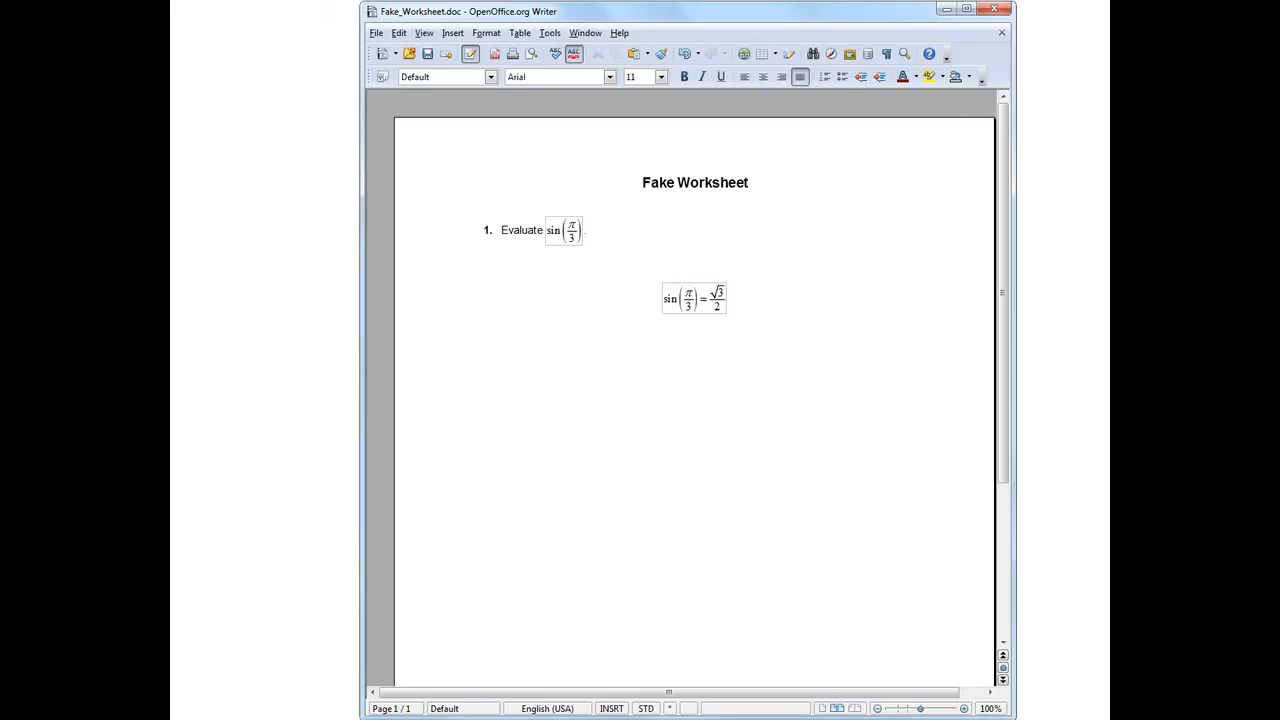 Fake_Worksheet.doc - OpenOffice.org Writer
File Edit View Insert Format Table Tools Window Help
Default Arial 11 B I U
Fake Worksheet
1. Evaluate sin(π/3).
sin(π/3) = √3/2
Page 1 / 1 Default English (USA) INSRT STD * 100%